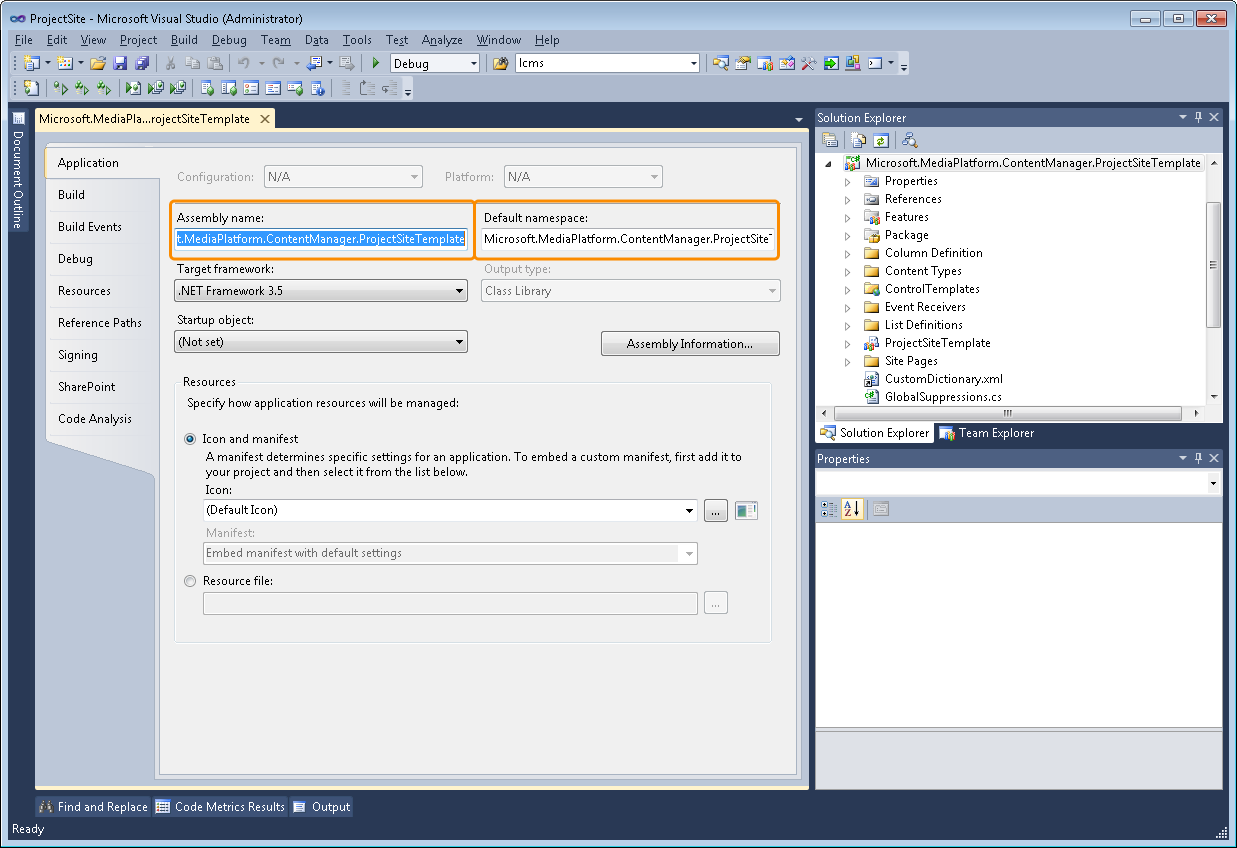 ProjectSite - Microsoft Visual Studio (Administrator)
File Edit View Project Build Debug Team Data Tools Test Analyze Window Help
Debug lcms
Document Outline
Microsoft.MediaPla...rojectSiteTemplate
Application
Build
Build Events
Debug
Resources
Reference Paths
Signing
SharePoint
Code Analysis
Configuration: N/A Platform: N/A
Assembly name: Default namespace:
t.MediaPlatform.ContentManager.ProjectSiteTemplate Microsoft.MediaPlatform.ContentManager.ProjectSiteT
Target framework: Output type:
.NET Framework 3.5 Class Library
Startup object:
(Not set) Assembly Information...
Resources
Specify how application resources will be managed:
Icon and manifest
A manifest determines specific settings for an application. To embed a custom manifest, first add it to
your project and then select it from the list below.
Icon:
(Default Icon) ...
Manifest:
Embed manifest with default settings
Resource file:
...
Solution Explorer
Microsoft.MediaPlatform.ContentManager.ProjectSiteTemplate
Properties
References
Features
Package
Column Definition
Content Types
ControlTemplates
Event Receivers
List Definitions
ProjectSiteTemplate
Site Pages
CustomDictionary.xml
GlobalSuppressions.cs
Solution Explorer Team Explorer
Properties
Find and Replace Code Metrics Results Output
Ready